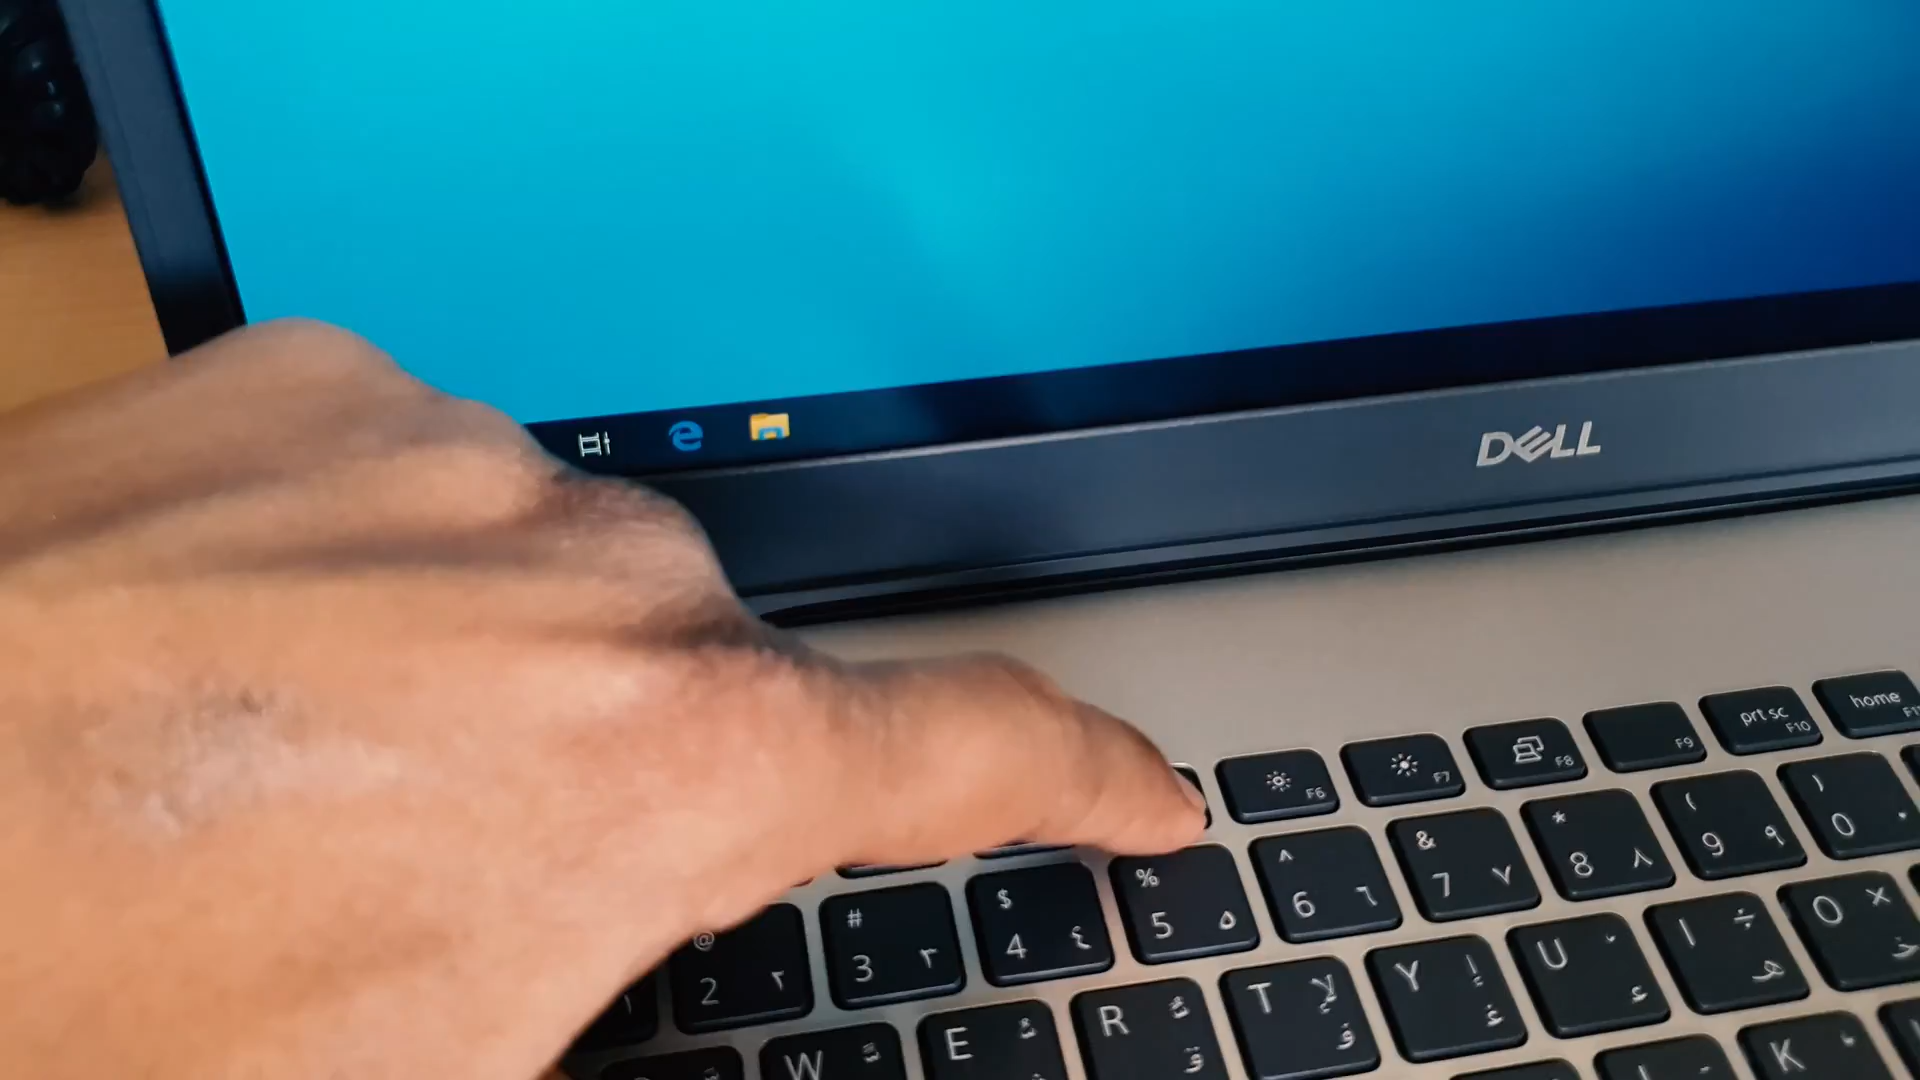 DELL
F6 F7 F8 F9 prt sc F10 home
@ # $ % ^ & * ( )
2 ٢ 3 ٣ 4 ٤ 5 ٥ 6 ٦ 7 ٧ 8 ٨ 9 ٩ 0
W E R ق T ف Y إ غ U ع I ÷ ه O × خ
K